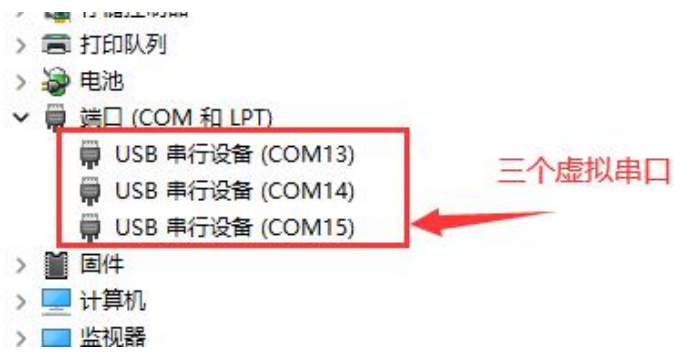 打印队列
电池
端口 (COM 和 LPT)
USB 串行设备 (COM13)
三个虚拟串口
USB 串行设备 (COM14)
USB 串行设备 (COM15)
固件
计算机
监视器